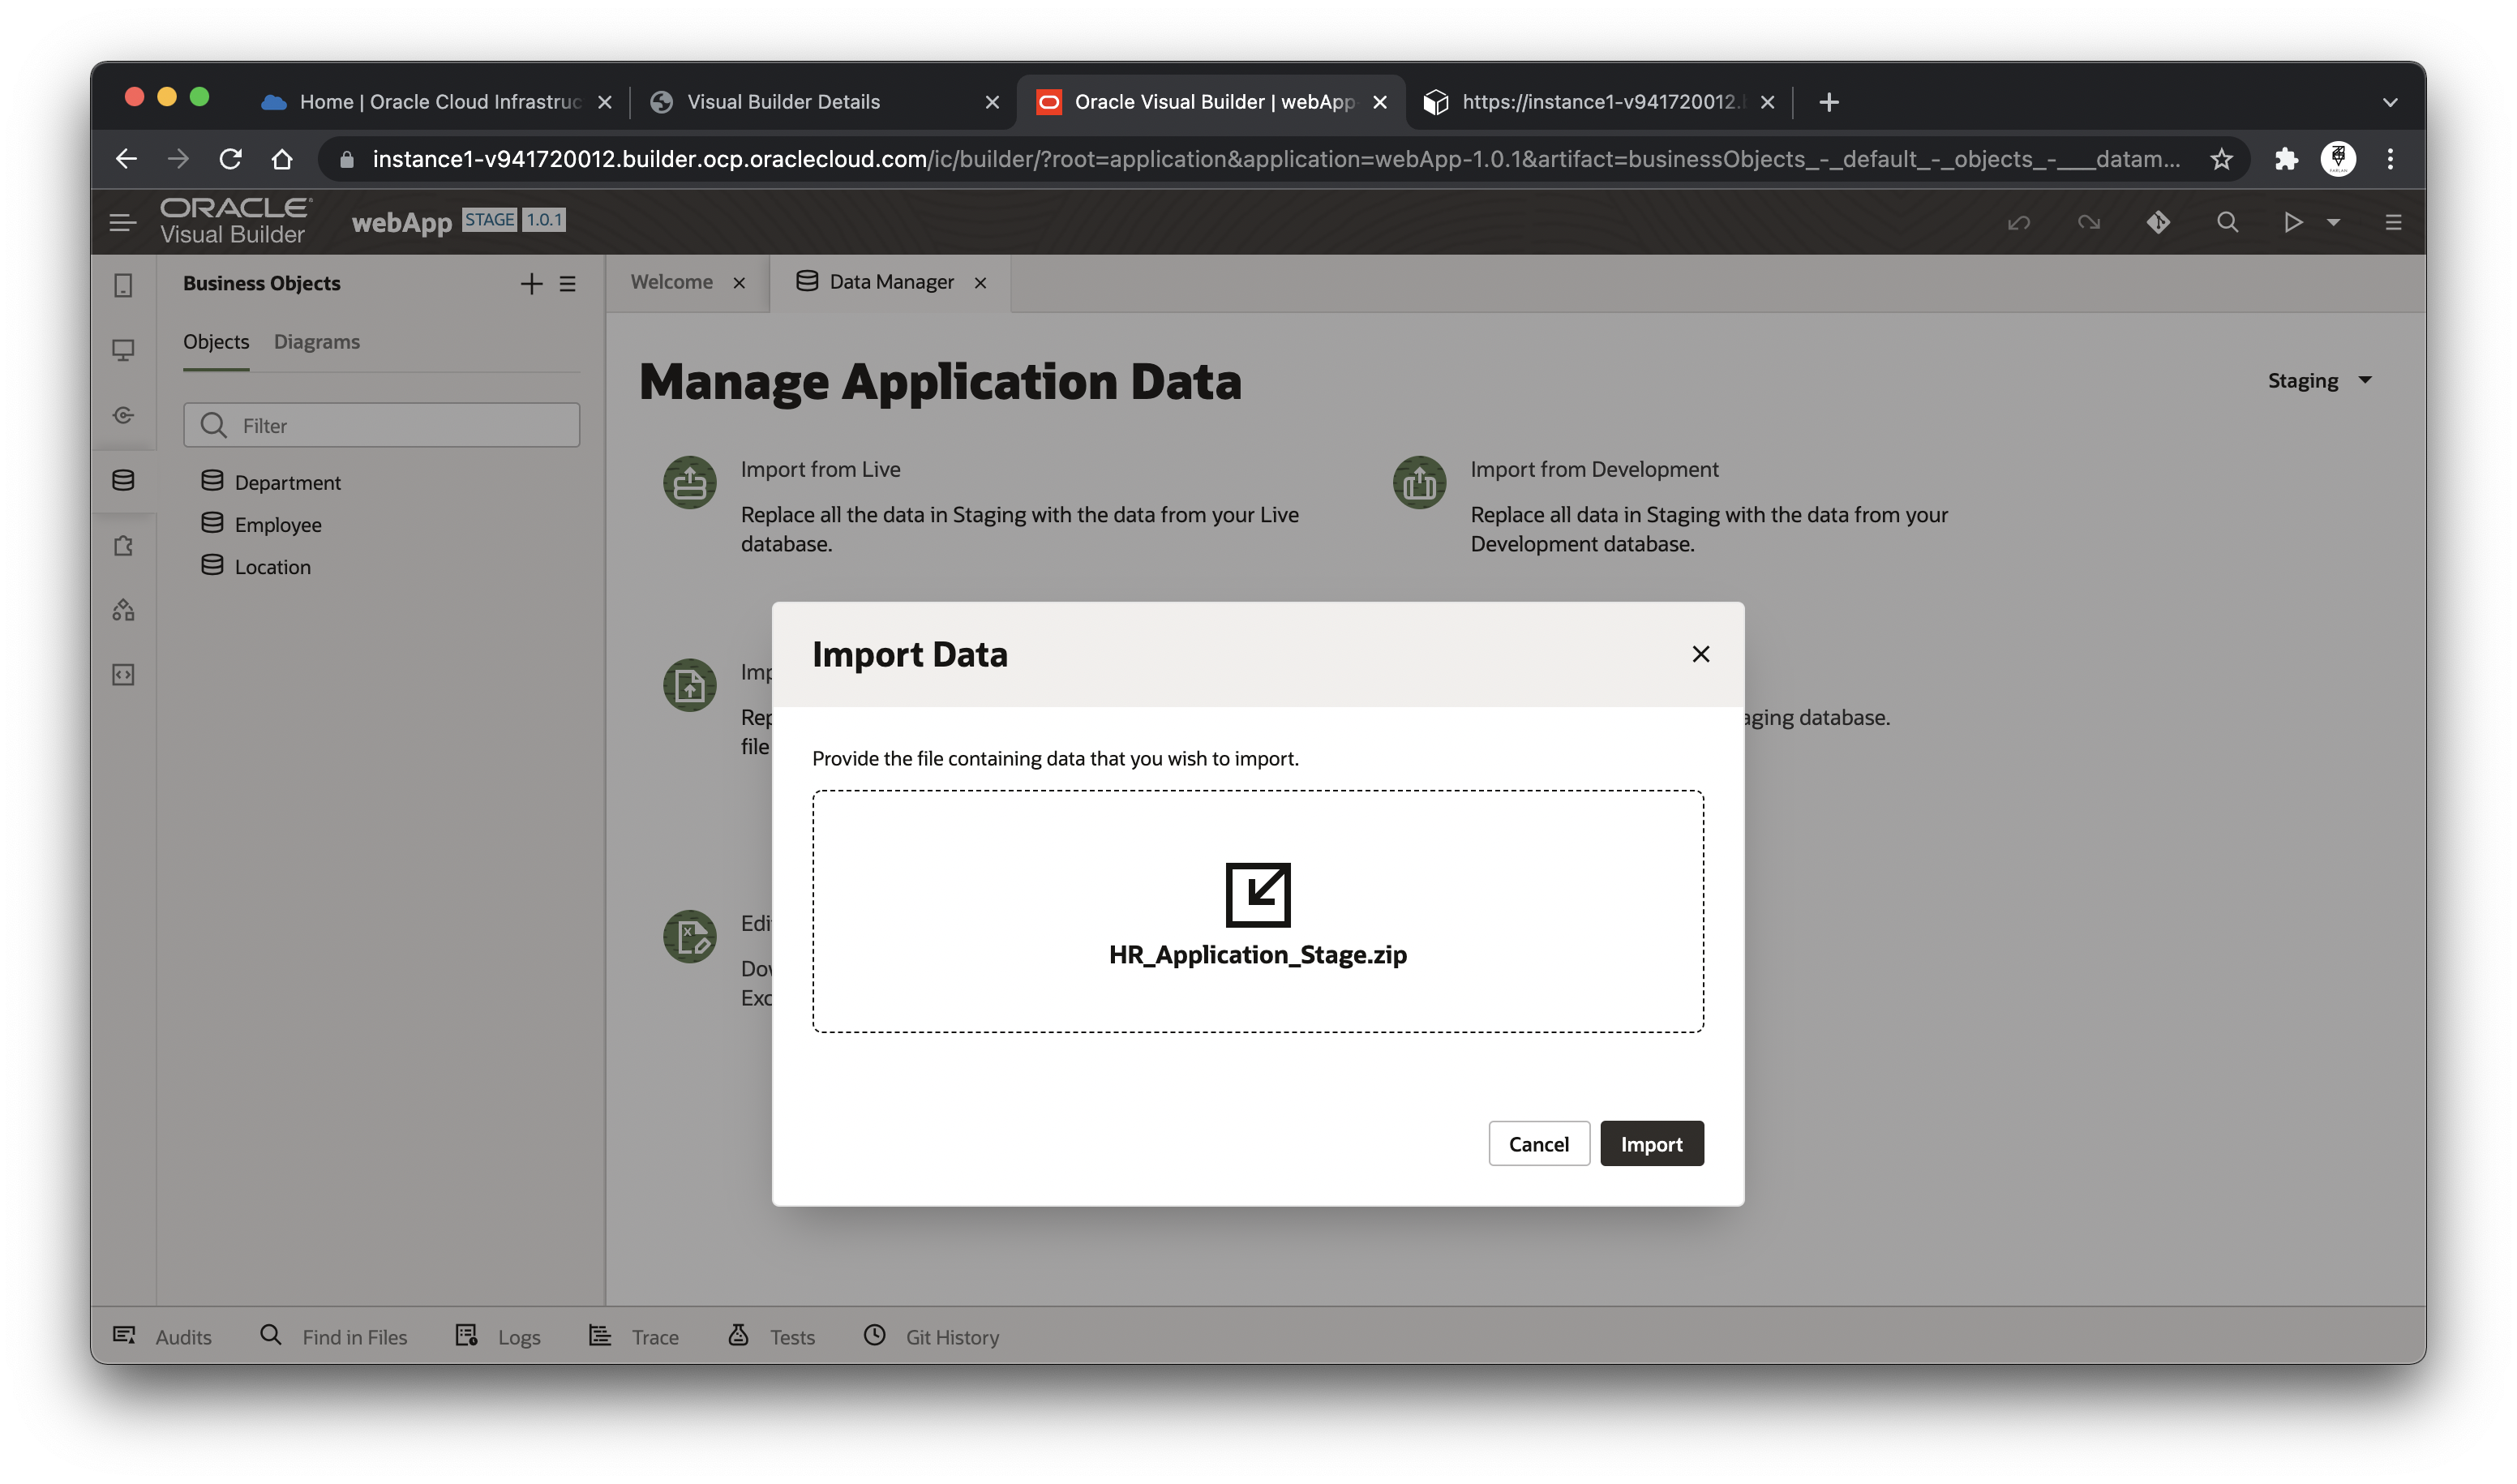 Home | Oracle Cloud Infrastruc
Visual Builder Details
Oracle Visual Builder | webApp-
https://instance1-v941720012.
instance1-v941720012.builder.ocp.oraclecloud.com/ic/builder/?root=application&application=webApp-1.0.1&artifact=businessObjects_-_default_-_objects_-____datam...
ORACLE
Visual Builder
webApp STAGE 1.0.1
Business Objects
Welcome
Data Manager
Objects Diagrams
Filter
Department
Employee
Location
Manage Application Data
Staging
Import from Live
Replace all the data in Staging with the data from your Live
database.
Import from Development
Replace all data in Staging with the data from your
Development database.
Imp
Rep
file
aging database.
Edi
Dov
Exc
Import Data
Provide the file containing data that you wish to import.
HR_Application_Stage.zip
Cancel Import
Audits Find in Files Logs Trace Tests Git History